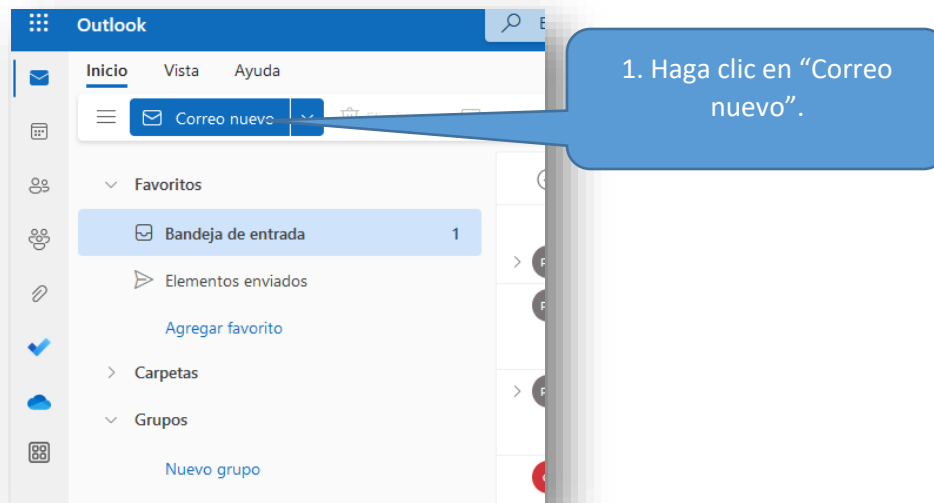 Outlook
Inicio Vista Ayuda
1. Haga clic en “Correo
nuevo”.
Correo nuevo
Favoritos
Bandeja de entrada 1
Elementos enviados
Agregar favorito
Carpetas
Grupos
Nuevo grupo